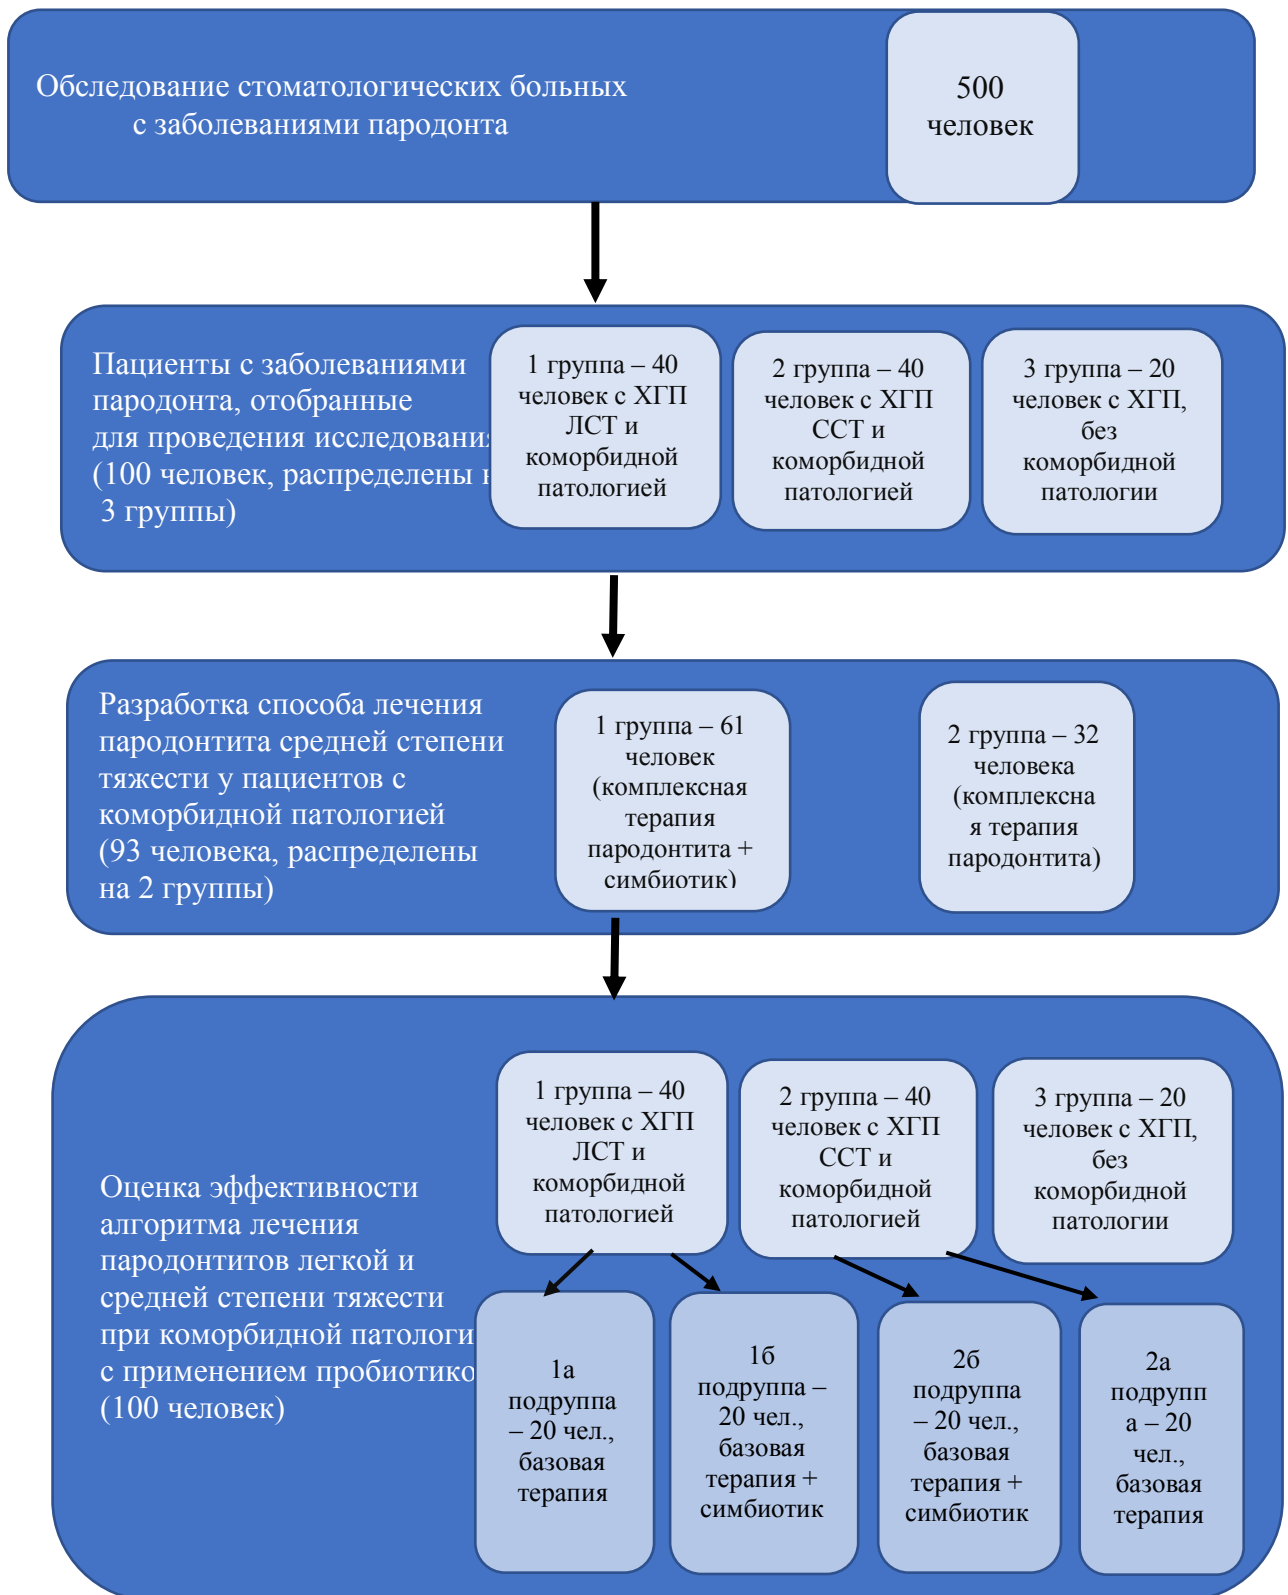 Обследование стоматологических больных
с заболеваниями пародонта
500
человек
Пациенты с заболеваниями
пародонта, отобранные
для проведения исследования
(100 человек, распределены н
3 группы)
1 группа – 40
человек с ХГП
ЛСТ и
коморбидной
патологией
2 группа – 40
человек с ХГП
ССТ и
коморбидной
патологией
3 группа – 20
человек с ХГП,
без
коморбидной
патологии
Разработка способа лечения
пародонтита средней степени
тяжести у пациентов с
коморбидной патологией
(93 человека, распределены
на 2 группы)
1 группа – 61
человек
(комплексная
терапия
пародонтита +
симбиотик)
2 группа – 32
человека
(комплексна
я терапия
пародонтита)
Оценка эффективности
алгоритма лечения
пародонтитов легкой и
средней степени тяжести
при коморбидной патологи
с применением пробиотико
(100 человек)
1 группа – 40
человек с ХГП
ЛСТ и
коморбидной
патологией
2 группа – 40
человек с ХГП
ССТ и
коморбидной
патологией
3 группа – 20
человек с ХГП,
без
коморбидной
патологии
1а
подруппа
– 20 чел.,
базовая
терапия
1б
подруппа –
20 чел.,
базовая
терапия +
симбиотик
2б
подруппа
– 20 чел.,
базовая
терапия +
симбиотик
2а
подрупп
а – 20
чел.,
базовая
терапия